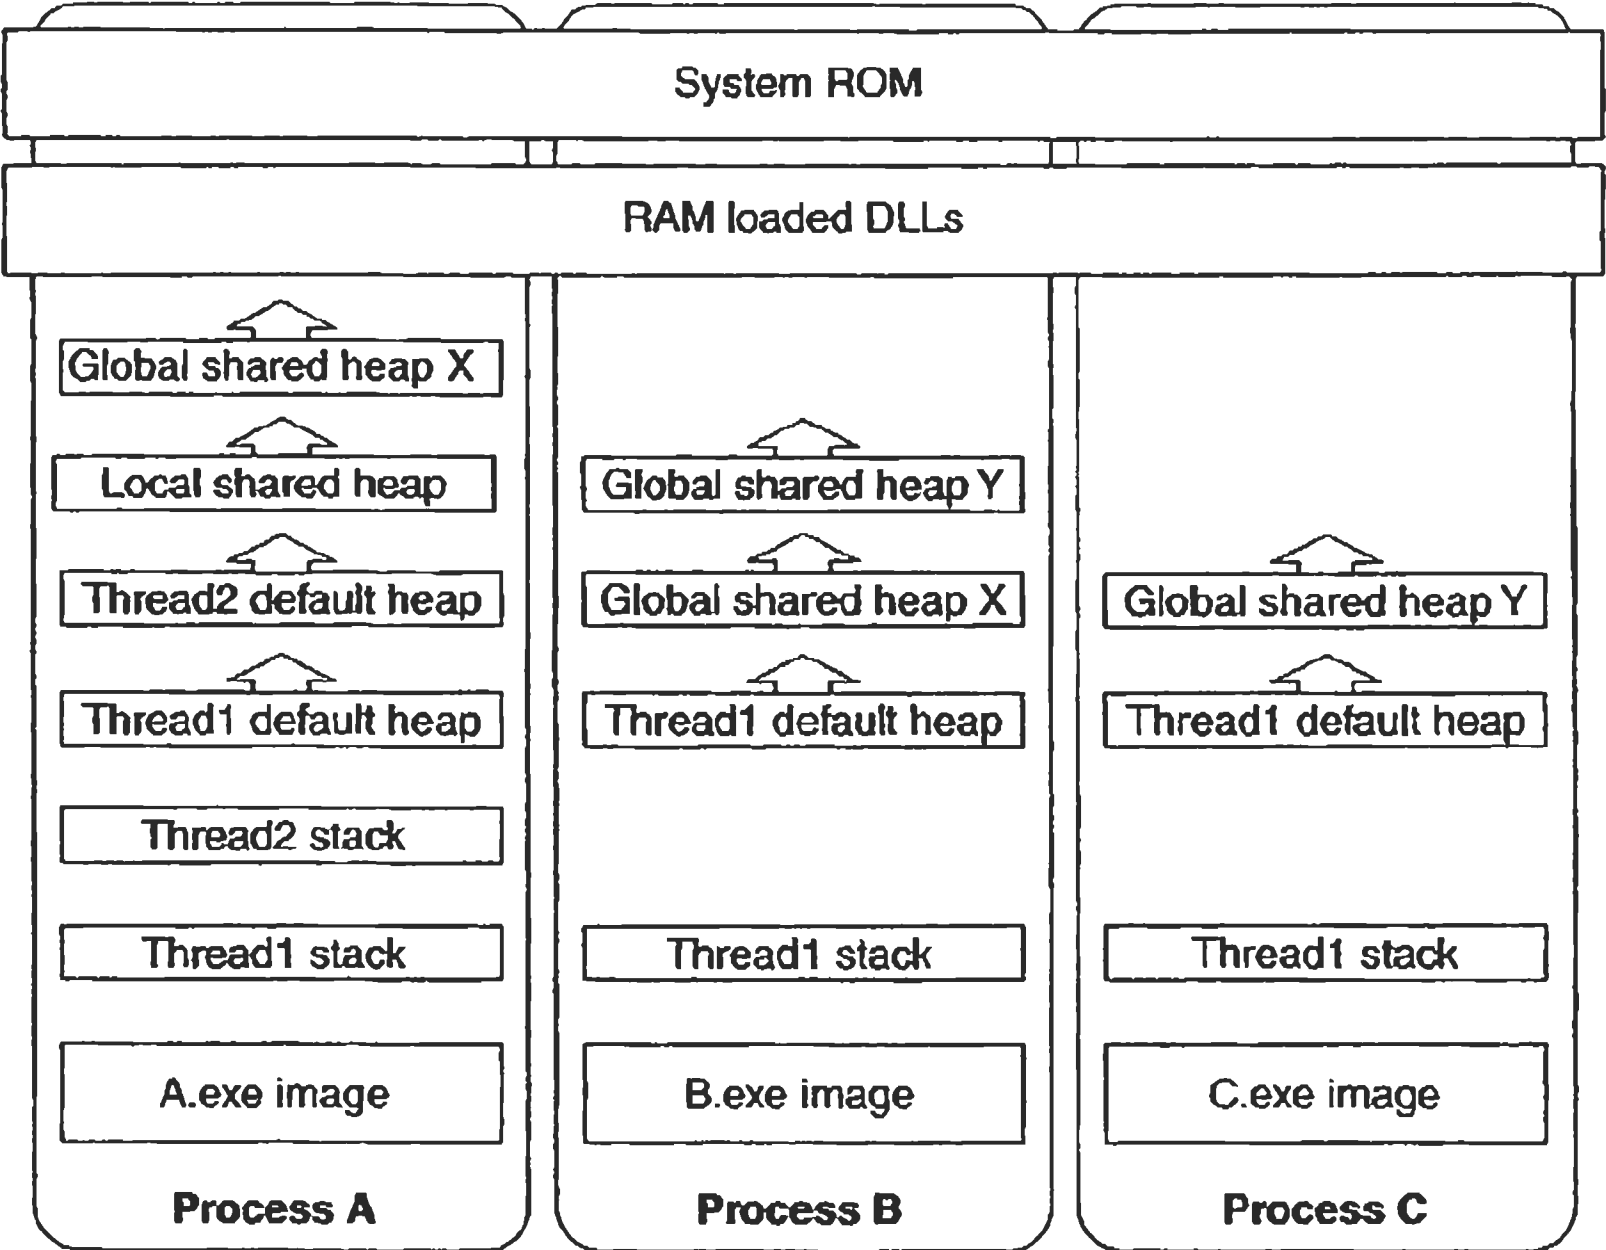 System ROM
RAM loaded DLLs
Global shared heap X
Local shared heap
Global shared heap Y
Thread2 default heap
Global shared heap X
Global shared heap Y
Thread1 default heap
Thread1 default heap
Thread1 default heap
Thread2 stack
Thread1 stack
Thread1 stack
Thread1 stack
A.exe image
B.exe image
C.exe image
Process A
Process B
Process C